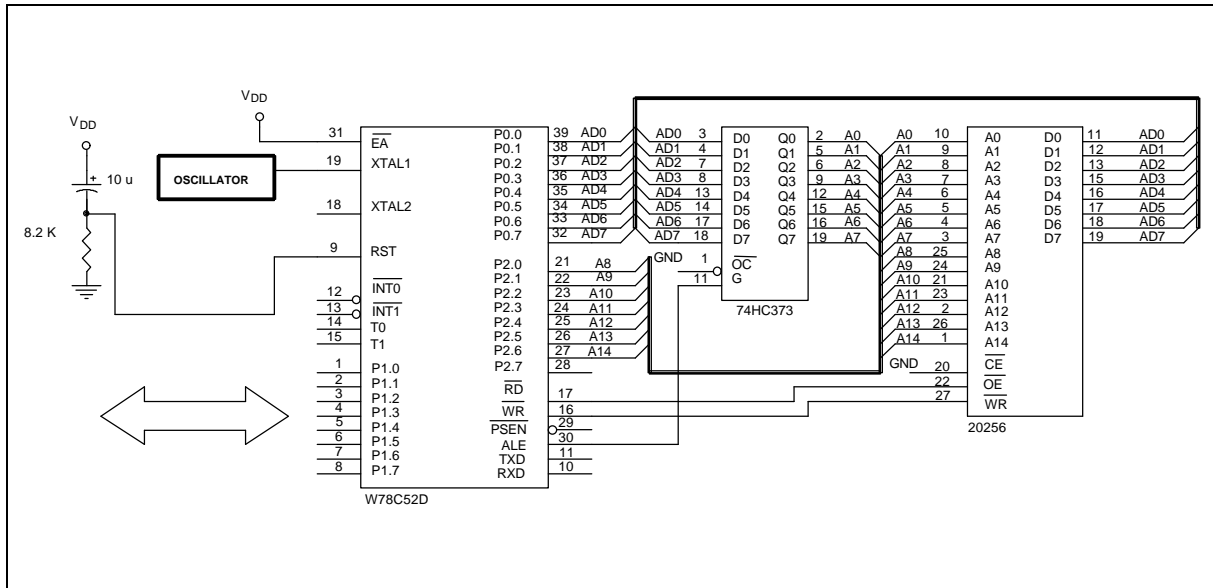 VDD
VDD
10 u
8.2 K
OSCILLATOR
31 EA
19 XTAL1
18 XTAL2
9 RST
12 INT0
13 INT1
14 T0
15 T1
1 P1.0
2 P1.1
3 P1.2
4 P1.3
5 P1.4
6 P1.5
7 P1.6
8 P1.7
P0.0 39 AD0
P0.1 38 AD1
P0.2 37 AD2
P0.3 36 AD3
P0.4 35 AD4
P0.5 34 AD5
P0.6 33 AD6
P0.7 32 AD7
P2.0 21 A8
P2.1 22 A9
P2.2 23 A10
P2.3 24 A11
P2.4 25 A12
P2.5 26 A13
P2.6 27 A14
P2.7 28
RD 17
WR 16
PSEN 29
ALE 30
TXD 11
RXD 10
W78C52D
AD0 3 D0 Q0 2 A0
AD1 4 D1 Q1 5 A1
AD2 7 D2 Q2 6 A2
AD3 8 D3 Q3 9 A3
AD4 13 D4 Q4 12 A4
AD5 14 D5 Q5 15 A5
AD6 17 D6 Q6 16 A6
AD7 18 D7 Q7 19 A7
GND 1 OC
11 G
74HC373
A0 10 A0 D0 11 AD0
A1 9 A1 D1 12 AD1
A2 8 A2 D2 13 AD2
A3 7 A3 D3 15 AD3
A4 6 A4 D4 16 AD4
A5 5 A5 D5 17 AD5
A6 4 A6 D6 18 AD6
A7 3 A7 D7 19 AD7
A8 25 A8
A9 24 A9
A10 21 A10
A11 23 A11
A12 2 A12
A13 26 A13
A14 1 A14
GND 20 CE
22 OE
27 WR
20256